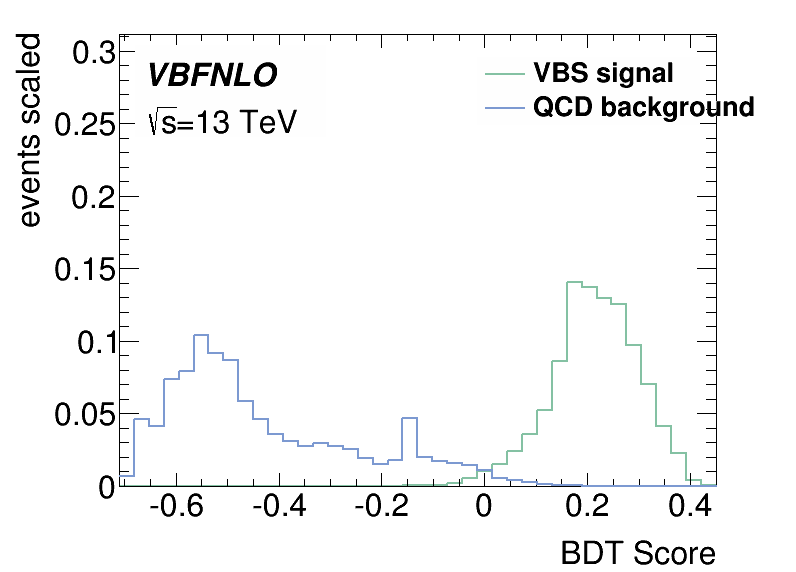 VBFNLO
√s=13 TeV
VBS signal
QCD background
events scaled
0.3
0.25
0.2
0.15
0.1
0.05
0
-0.6 -0.4 -0.2 0 0.2 0.4
BDT Score